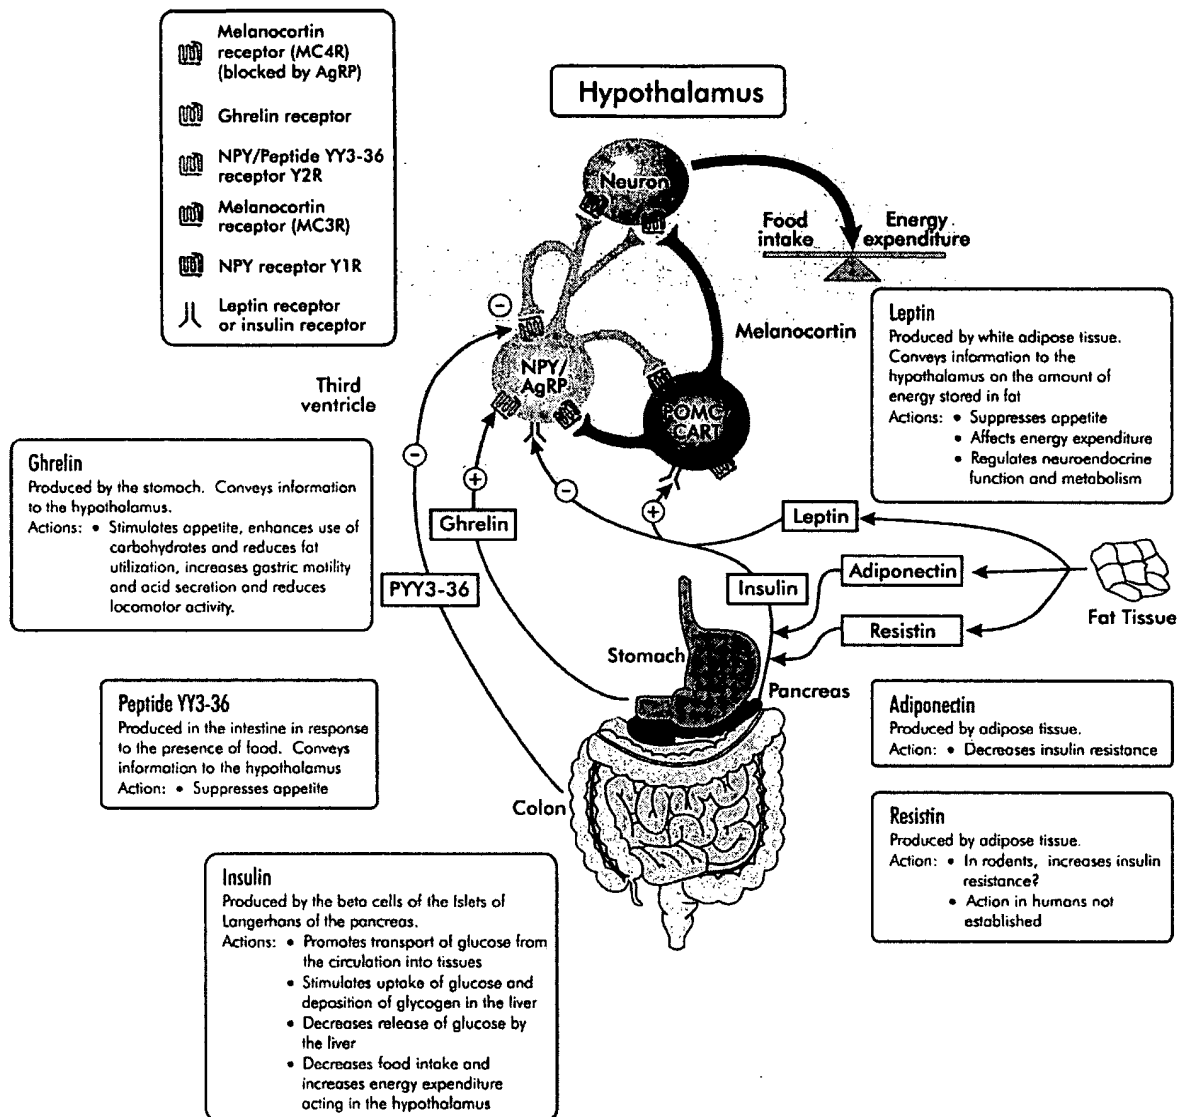 Melanocortin
receptor (MC4R)
(blocked by AgRP)
Ghrelin receptor
NPY/Peptide YY3-36
receptor Y2R
Melanocortin
receptor (MC3R)
NPY receptor Y1R
Leptin receptor
or insulin receptor
Hypothalamus
Neuron
Food
intake
Energy
expenditure
Melanocortin
NPY/
AgRP
POMC/
CART
Third
ventricle
Leptin
Produced by white adipose tissue.
Conveys information to the
hypothalamus on the amount of
energy stored in fat
Actions: • Suppresses appetite
• Affects energy expenditure
• Regulates neuroendocrine
function and metabolism
Ghrelin
Produced by the stomach. Conveys information
to the hypothalamus.
Actions: • Stimulates appetite, enhances use of
carbohydrates and reduces fat
utilization, increases gastric motility
and acid secretion and reduces
locomotor activity.
−
−
+
−
+
Ghrelin
PYY3-36
Leptin
Insulin
Adiponectin
Resistin
Fat Tissue
Stomach
Pancreas
Colon
Peptide YY3-36
Produced in the intestine in response
to the presence of food. Conveys
information to the hypothalamus
Action: • Suppresses appetite
Adiponectin
Produced by adipose tissue.
Action: • Decreases insulin resistance
Resistin
Produced by adipose tissue.
Action: • In rodents, increases insulin
resistance?
• Action in humans not
established
Insulin
Produced by the beta cells of the Islets of
Langerhans of the pancreas.
Actions: • Promotes transport of glucose from
the circulation into tissues
• Stimulates uptake of glucose and
deposition of glycogen in the liver
• Decreases release of glucose by
the liver
• Decreases food intake and
increases energy expenditure
acting in the hypothalamus